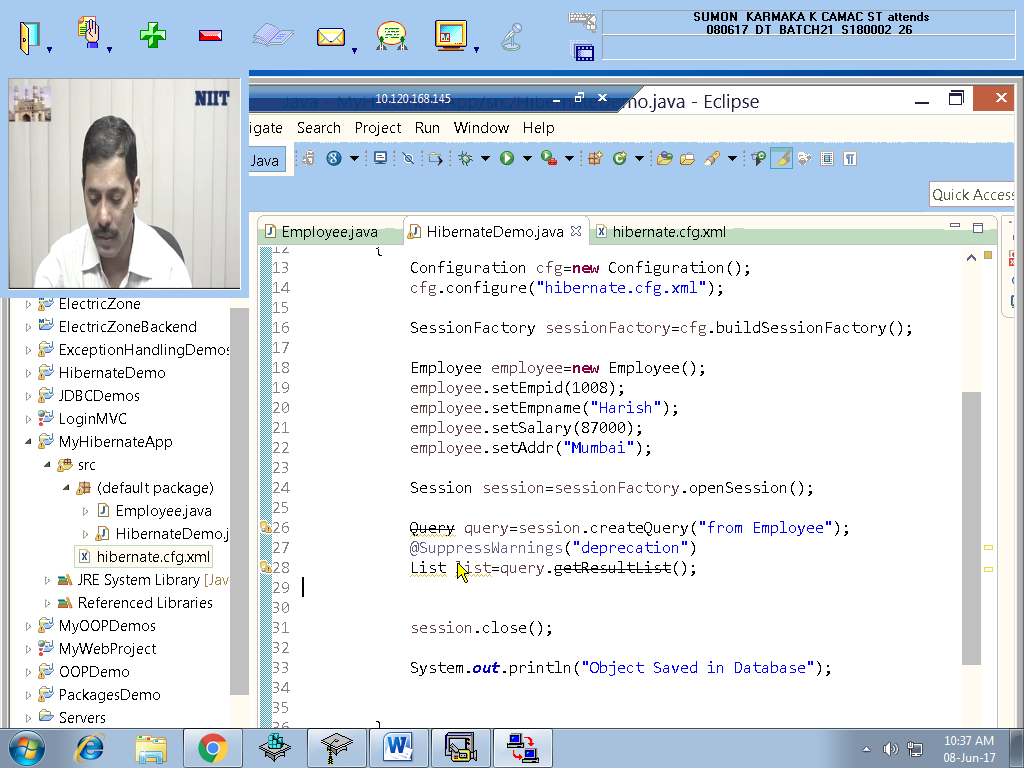 SUMON KARMAKA K CAMAC ST attends
080617_DT_BATCH21_S180002_26
NIIT
10.120.168.145
Java - MyHibernateApp/src/HibernateDemo.java - Eclipse
igate Search Project Run Window Help
Java
Quick Access
Employee.java
HibernateDemo.java
hibernate.cfg.xml
ElectricZone
ElectricZoneBackend
ExceptionHandlingDemos
HibernateDemo
JDBCDemos
LoginMVC
MyHibernateApp
src
(default package)
Employee.java
HibernateDemo.j
hibernate.cfg.xml
JRE System Library [Jav
Referenced Libraries
MyOOPDemos
MyWebProject
OOPDemo
PackagesDemo
Servers
12 {
13 Configuration cfg=new Configuration();
14 cfg.configure("hibernate.cfg.xml");
15
16 SessionFactory sessionFactory=cfg.buildSessionFactory();
17
18 Employee employee=new Employee();
19 employee.setEmpid(1008);
20 employee.setEmpname("Harish");
21 employee.setSalary(87000);
22 employee.setAddr("Mumbai");
23
24 Session session=sessionFactory.openSession();
25
26 Query query=session.createQuery("from Employee");
27 @SuppressWarnings("deprecation")
28 List list=query.getResultList();
29
30
31 session.close();
32
33 System.out.println("Object Saved in Database");
34
35
36 }
10:37 AM
08-Jun-17